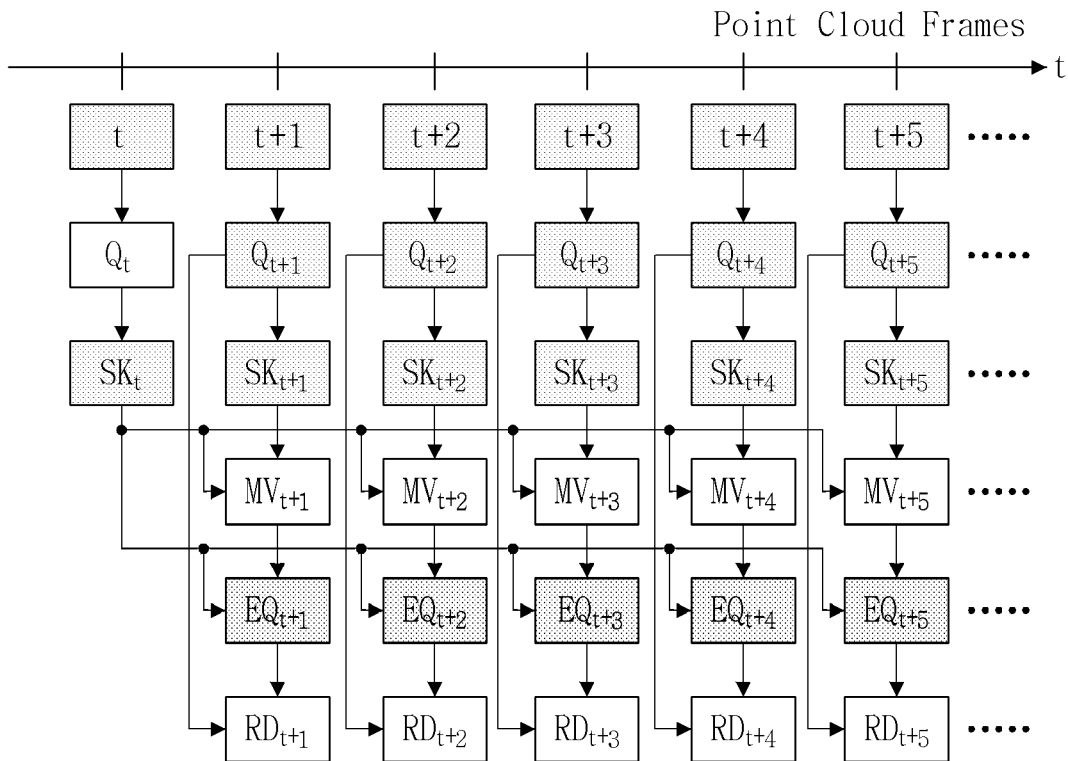 Point Cloud Frames
t
t t+1 t+2 t+3 t+4 t+5 .....
Qt Qt+1 Qt+2 Qt+3 Qt+4 Qt+5 .....
SKt SKt+1 SKt+2 SKt+3 SKt+4 SKt+5 .....
MVt+1 MVt+2 MVt+3 MVt+4 MVt+5 .....
EQt+1 EQt+2 EQt+3 EQt+4 EQt+5 .....
RDt+1 RDt+2 RDt+3 RDt+4 RDt+5 .....